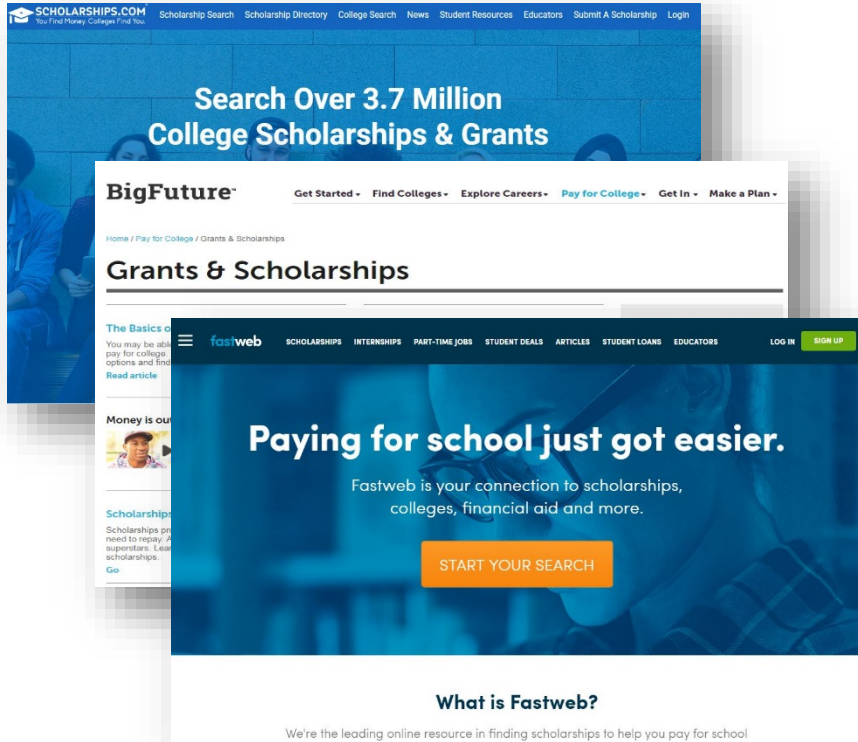 SCHOLARSHIPS.COM
You Find Money. Colleges Find You.
Scholarship Search Scholarship Directory College Search News Student Resources Educators Submit A Scholarship Login
Search Over 3.7 Million
College Scholarships & Grants
BigFuture
Get Started Find Colleges Explore Careers Pay for College Get In Make a Plan
Home / Pay for College / Grants & Scholarships
Grants & Scholarships
The Basics
You may be
pay for college.
options and find
Read article
Money is
Scholarships
Scholarships
need to repay.
superstars.
scholarships.
Go
fastweb
SCHOLARSHIPS INTERNSHIPS PART-TIME JOBS STUDENT DEALS ARTICLES STUDENT LOANS EDUCATORS LOG IN SIGN UP
Paying for school just got easier.
Fastweb is your connection to scholarships,
colleges, financial aid and more.
START YOUR SEARCH
What is Fastweb?
We're the leading online resource in finding scholarships to help you pay for school